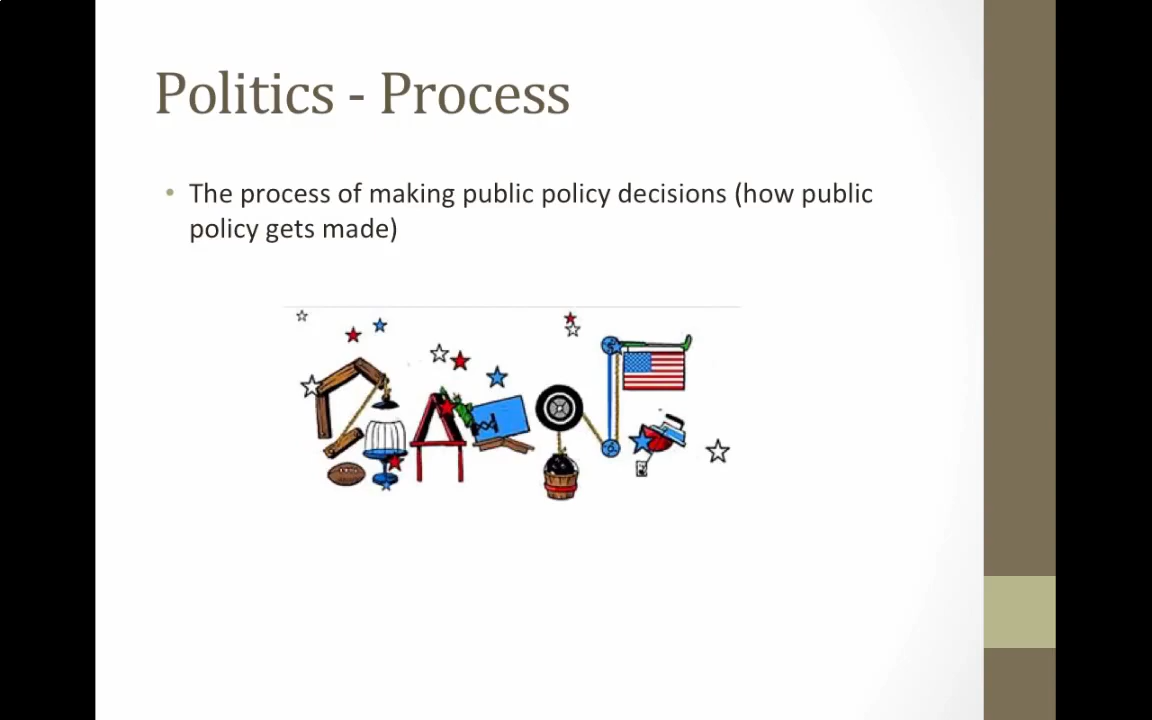 Politics - Process
• The process of making public policy decisions (how public
policy gets made)